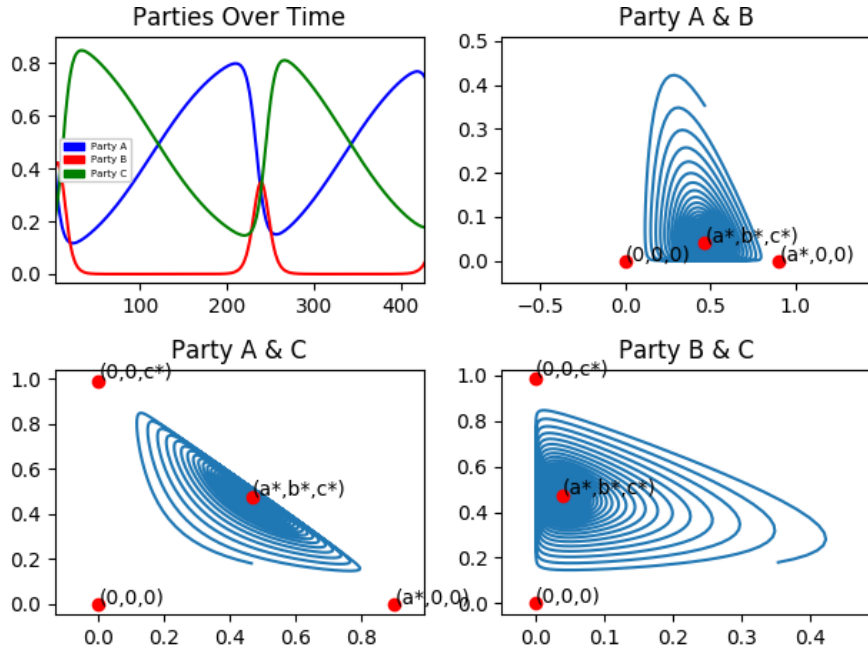 Parties Over Time
0.8
0.6
0.4
0.2
0.0
Party A
Party B
Party C
100 200 300 400
Party A & B
0.5
0.4
0.3
0.2
0.1
0.0
(a*,b*,c*)
(0,0,0) (a*,0,0)
−0.5 0.0 0.5 1.0
Party A & C
(0,0,c*)
1.0
0.8
0.6
0.4
0.2
0.0
(a*,b*,c*)
(0,0,0) (a*,0,0)
0.0 0.2 0.4 0.6 0.8
Party B & C
(0,0,c*)
1.0
0.8
0.6
0.4
0.2
0.0
(a*,b*,c*)
(0,0,0)
0.0 0.1 0.2 0.3 0.4